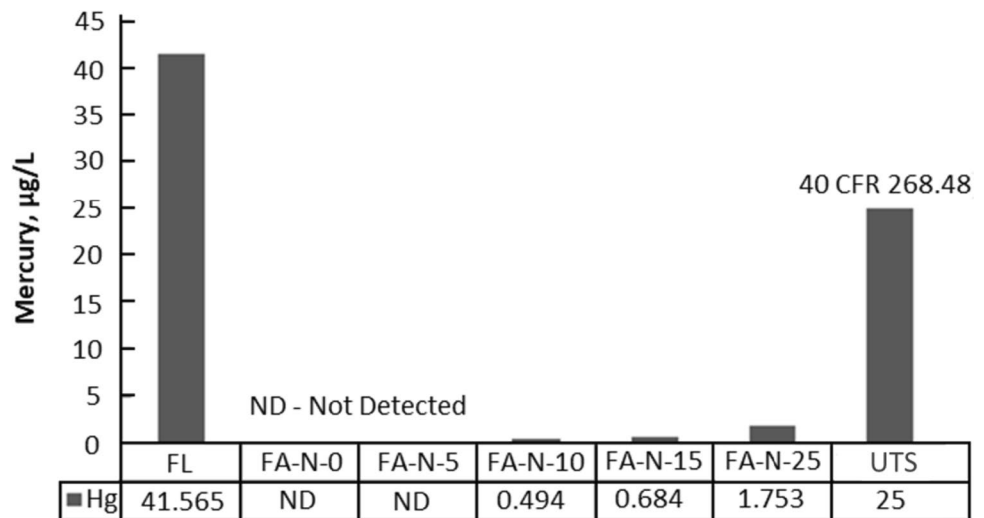 Mercury, µg/L
45
40
35
30
25
20
15
10
5
0
40 CFR 268.48
ND - Not Detected
FL FA-N-0 FA-N-5 FA-N-10 FA-N-15 FA-N-25 UTS
Hg 41.565 ND ND 0.494 0.684 1.753 25